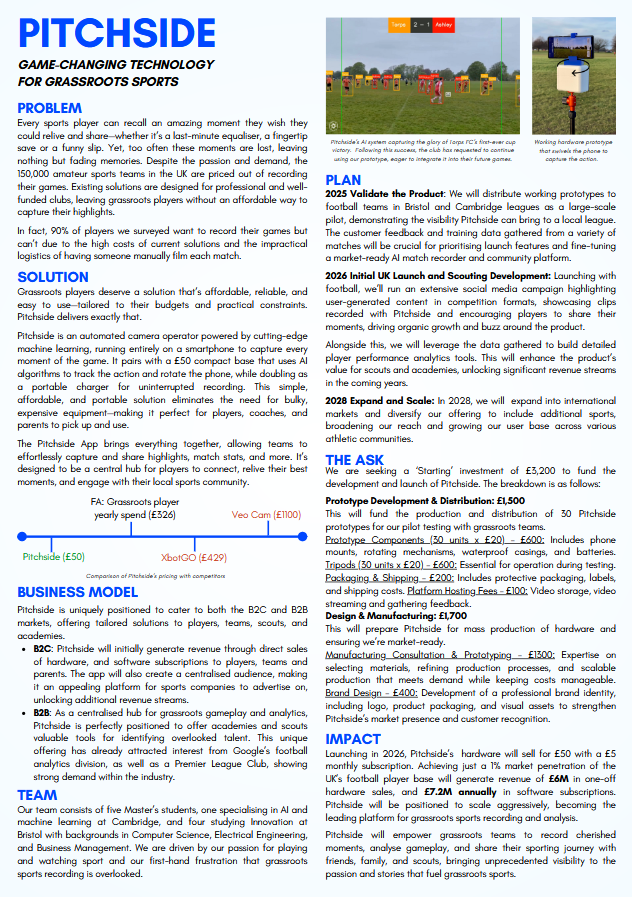 PITCHSIDE
GAME-CHANGING TECHNOLOGY
FOR GRASSROOTS SPORTS
PROBLEM
Every sports player can recall an amazing moment they wish they
could relive and share—whether it's a last-minute equaliser, a fingertip
save or a funny slip. Yet, too often these moments are lost, leaving
nothing but fading memories. Despite the passion and demand, the
150,000 amateur sports teams in the UK are priced out of recording
their games. Existing solutions are designed for professional and well-
funded clubs, leaving grassroots players without an affordable way to
capture their highlights.
In fact, 90% of players we surveyed want to record their games but
can't due to the high costs of current solutions and the impractical
logistics of having someone manually film each match.
SOLUTION
Grassroots players deserve a solution that's affordable, reliable, and
easy to use—tailored to their budgets and practical constraints.
Pitchside delivers exactly that.
Pitchside is an automated camera operator powered by cutting-edge
machine learning, running entirely on a smartphone to capture every
moment of the game. It pairs with a £50 compact base that uses AI
algorithms to track the action and rotate the phone, while doubling as
a portable charger for uninterrupted recording. This simple,
affordable, and portable solution eliminates the need for bulky,
expensive equipment—making it perfect for players, coaches, and
parents to pick up and use.
The Pitchside App brings everything together, allowing teams to
effortlessly capture and share highlights, match stats, and more. It's
designed to be a central hub for players to connect, relive their best
moments, and engage with their local sports community.
FA: Grassroots player
yearly spend (£326)
Veo Cam (£1100)
Pitchside (£50)
XbotGO (£429)
Comparison of Pitchside's pricing with competitors
BUSINESS MODEL
Pitchside is uniquely positioned to cater to both the B2C and B2B
markets, offering tailored solutions to players, teams, scouts, and
academies.
• B2C: Pitchside will initially generate revenue through direct sales
of hardware, and software subscriptions to players, teams and
parents. The app will also create a centralised audience, making
it an appealing platform for sports companies to advertise on,
unlocking additional revenue streams.
• B2B: As a centralised hub for grassroots gameplay and analytics,
Pitchside is perfectly positioned to offer academies and scouts
valuable tools for identifying overlooked talent. This unique
offering has already attracted interest from Google's football
analytics division, as well as a Premier League Club, showing
strong demand within the industry.
TEAM
Our team consists of five Master's students, one specialising in AI and
machine learning at Cambridge, and four studying Innovation at
Bristol with backgrounds in Computer Science, Electrical Engineering,
and Business Management. We are driven by our passion for playing
and watching sport and our first-hand frustration that grassroots
sports recording is overlooked.
Torpz 2 – 1 Ashley
Pitchside's AI system capturing the glory of Torpz FC's first-ever cup
victory. Following this success, the club has requested to continue
using our prototype, eager to integrate it into their future games.
Working hardware prototype
that swivels the phone to
capture the action.
PLAN
2025 Validate the Product: We will distribute working prototypes to
football teams in Bristol and Cambridge leagues as a large-scale
pilot, demonstrating the visibility Pitchside can bring to a local league.
The customer feedback and training data gathered from a variety of
matches will be crucial for prioritising launch features and fine-tuning
a market-ready AI match recorder and community platform.
2026 Initial UK Launch and Scouting Development: Launching with
football, we'll run an extensive social media campaign highlighting
user-generated content in competition formats, showcasing clips
recorded with Pitchside and encouraging players to share their
moments, driving organic growth and buzz around the product.
Alongside this, we will leverage the data gathered to build detailed
player performance analytics tools. This will enhance the product's
value for scouts and academies, unlocking significant revenue streams
in the coming years.
2028 Expand and Scale: In 2028, we will expand into international
markets and diversify our offering to include additional sports,
broadening our reach and growing our user base across various
athletic communities.
THE ASK
We are seeking a 'Starting' investment of £3,200 to fund the
development and launch of Pitchside. The breakdown is as follows:
Prototype Development & Distribution: £1,500
This will fund the production and distribution of 30 Pitchside
prototypes for our pilot testing with grassroots teams.
Prototype Components (30 units x £20) – £600: Includes phone
mounts, rotating mechanisms, waterproof casings, and batteries.
Tripods (30 units x £20) – £600: Essential for operation during testing.
Packaging & Shipping – £200: Includes protective packaging, labels,
and shipping costs. Platform Hosting Fees – £100: Video storage, video
streaming and gathering feedback.
Design & Manufacturing: £1,700
This will prepare Pitchside for mass production of hardware and
ensuring we're market-ready.
Manufacturing Consultation & Prototyping – £1300: Expertise on
selecting materials, refining production processes, and scalable
production that meets demand while keeping costs manageable.
Brand Design – £400: Development of a professional brand identity,
including logo, product packaging, and visual assets to strengthen
Pitchside's market presence and customer recognition.
IMPACT
Launching in 2026, Pitchside's hardware will sell for £50 with a £5
monthly subscription. Achieving just a 1% market penetration of the
UK's football player base will generate revenue of £6M in one-off
hardware sales, and £7.2M annually in software subscriptions.
Pitchside will be positioned to scale aggressively, becoming the
leading platform for grassroots sports recording and analysis.
Pitchside will empower grassroots teams to record cherished
moments, analyse gameplay, and share their sporting journey with
friends, family, and scouts, bringing unprecedented visibility to the
passion and stories that fuel grassroots sports.